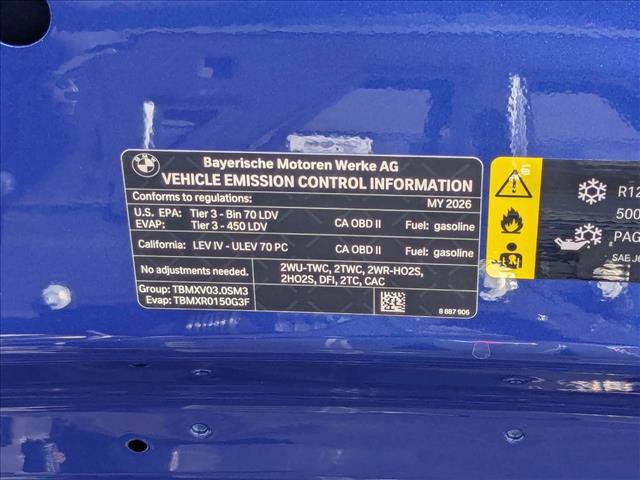 BMW
Bayerische Motoren Werke AG
VEHICLE EMISSION CONTROL INFORMATION
Conforms to regulations: MY 2026
U.S. EPA: Tier 3 - Bin 70 LDV CA OBD II Fuel: gasoline
EVAP: Tier 3 - 450 LDV
California: LEV IV - ULEV 70 PC CA OBD II Fuel: gasoline
No adjustments needed. 2WU-TWC, 2TWC, 2WR-HO2S,
2HO2S, DFI, 2TC, CAC
Group: TBMXV03.0SM3
Evap: TBMXR0150G3F
8 887 906
R12
500
PAG
SAE J6